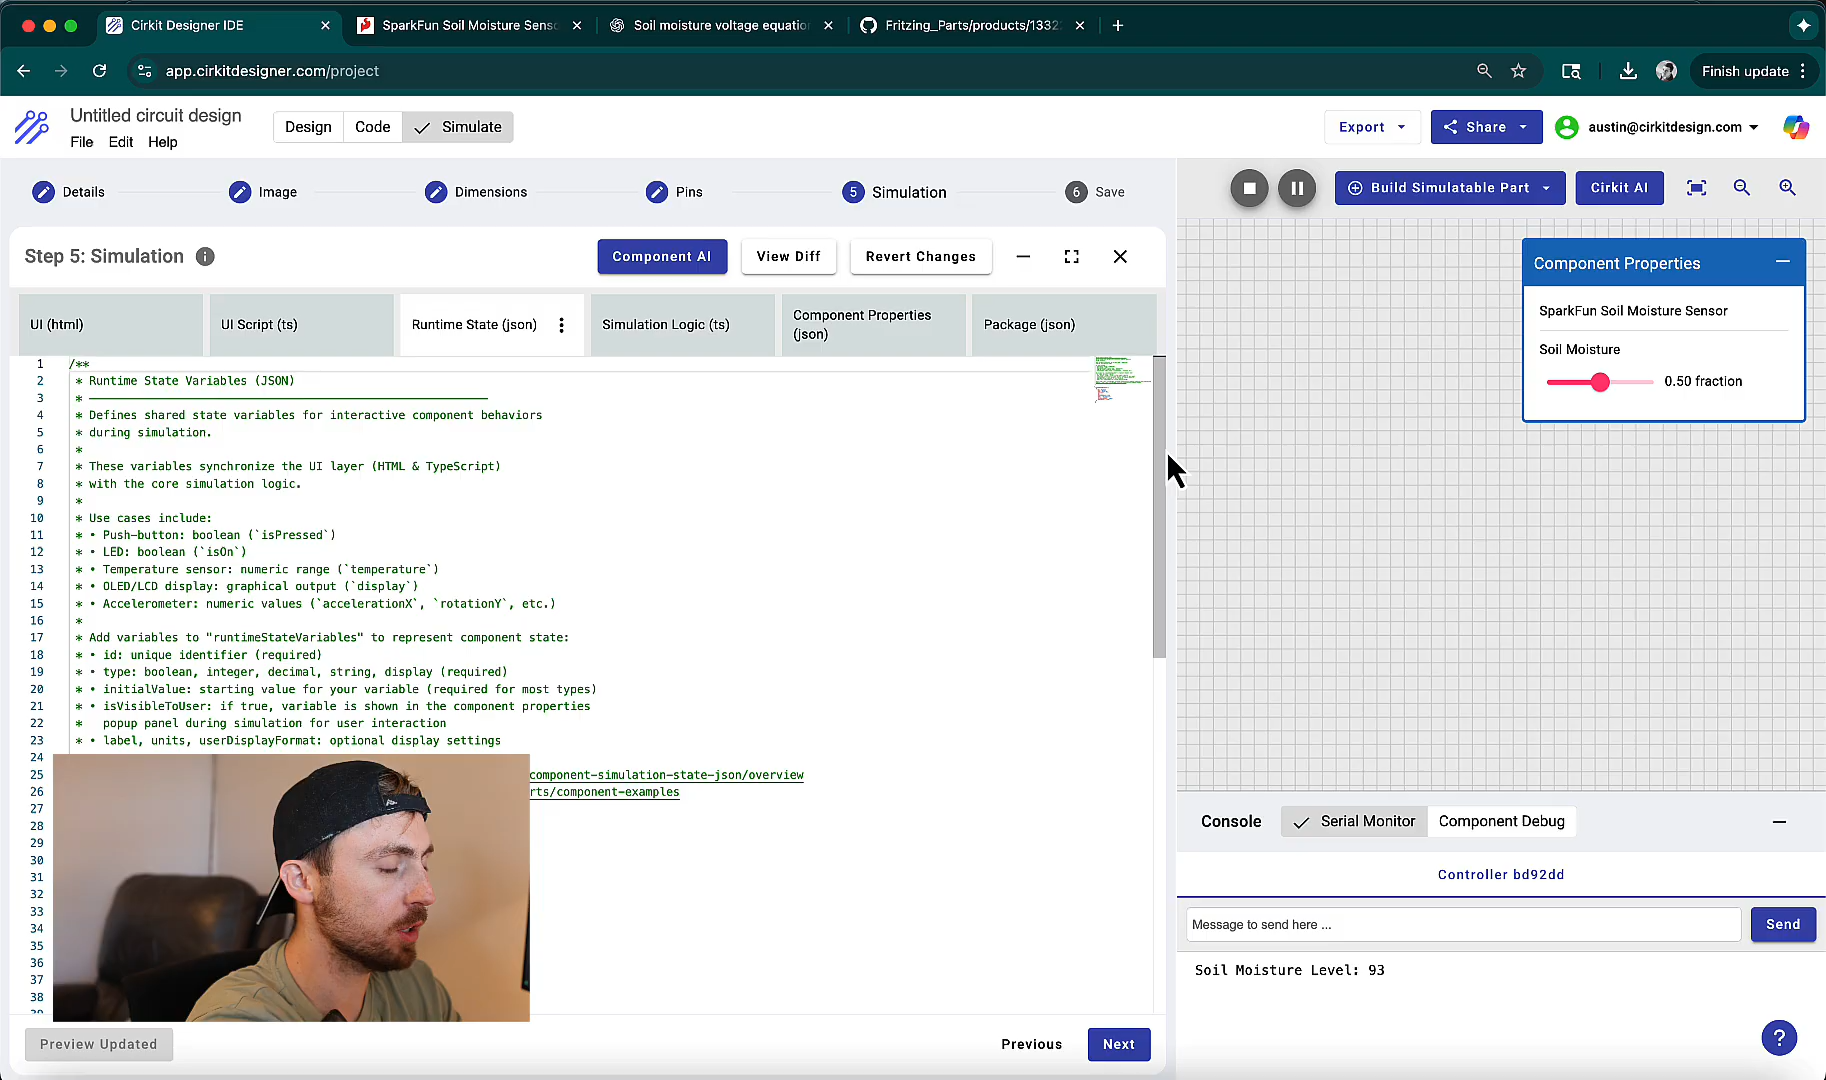 Cirkit Designer IDE
SparkFun Soil Moisture Sens
Soil moisture voltage equatio
Fritzing_Parts/products/1332
app.cirkitdesigner.com/project
Finish update
Untitled circuit design
File Edit Help
Design Code Simulate
Export
Share
austin@cirkitdesign.com
Details
Image
Dimensions
Pins
5 Simulation
6 Save
Build Simulatable Part
Cirkit AI
Step 5: Simulation
Component AI
View Diff
Revert Changes
UI (html)
UI Script (ts)
Runtime State (json)
Simulation Logic (ts)
Component Properties
(json)
Package (json)
1 /**
2 * Runtime State Variables (JSON)
3 * ─────────────────────────────
4 * Defines shared state variables for interactive component behaviors
5 * during simulation.
6 *
7 * These variables synchronize the UI layer (HTML & TypeScript)
8 * with the core simulation logic.
9 *
10 * Use cases include:
11 * • Push-button: boolean (`isPressed`)
12 * • LED: boolean (`isOn`)
13 * • Temperature sensor: numeric range (`temperature`)
14 * • OLED/LCD display: graphical output (`display`)
15 * • Accelerometer: numeric values (`accelerationX`, `rotationY`, etc.)
16 *
17 * Add variables to "runtimeStateVariables" to represent component state:
18 * • id: unique identifier (required)
19 * • type: boolean, integer, decimal, string, display (required)
20 * • initialValue: starting value for your variable (required for most types)
21 * • isVisibleToUser: if true, variable is shown in the component properties
22 * popup panel during simulation for user interaction
23 * • label, units, userDisplayFormat: optional display settings
24
25 component-simulation-state-json/overview
26 rts/component-examples
27
28
29
30
31
32
33
34
35
36
37
38
Component Properties
SparkFun Soil Moisture Sensor
Soil Moisture
0.50 fraction
Console
Serial Monitor
Component Debug
Controller bd92dd
Message to send here ...
Send
Soil Moisture Level: 93
Preview Updated
Previous
Next
?